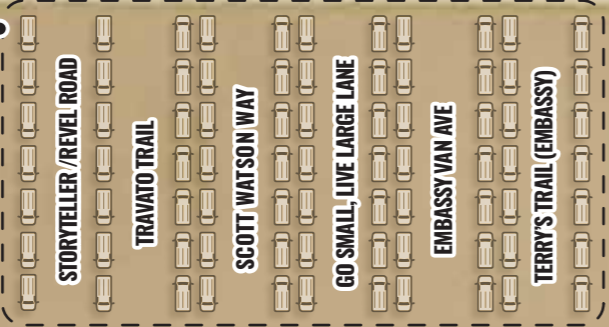 STORYTELLER /REVEL ROAD
TRAVATO TRAIL
SCOTT WATSON WAY
GO SMALL, LIVE LARGE LANE
EMBASSY VAN AVE
TERRY'S TRAIL (EMBASSY)